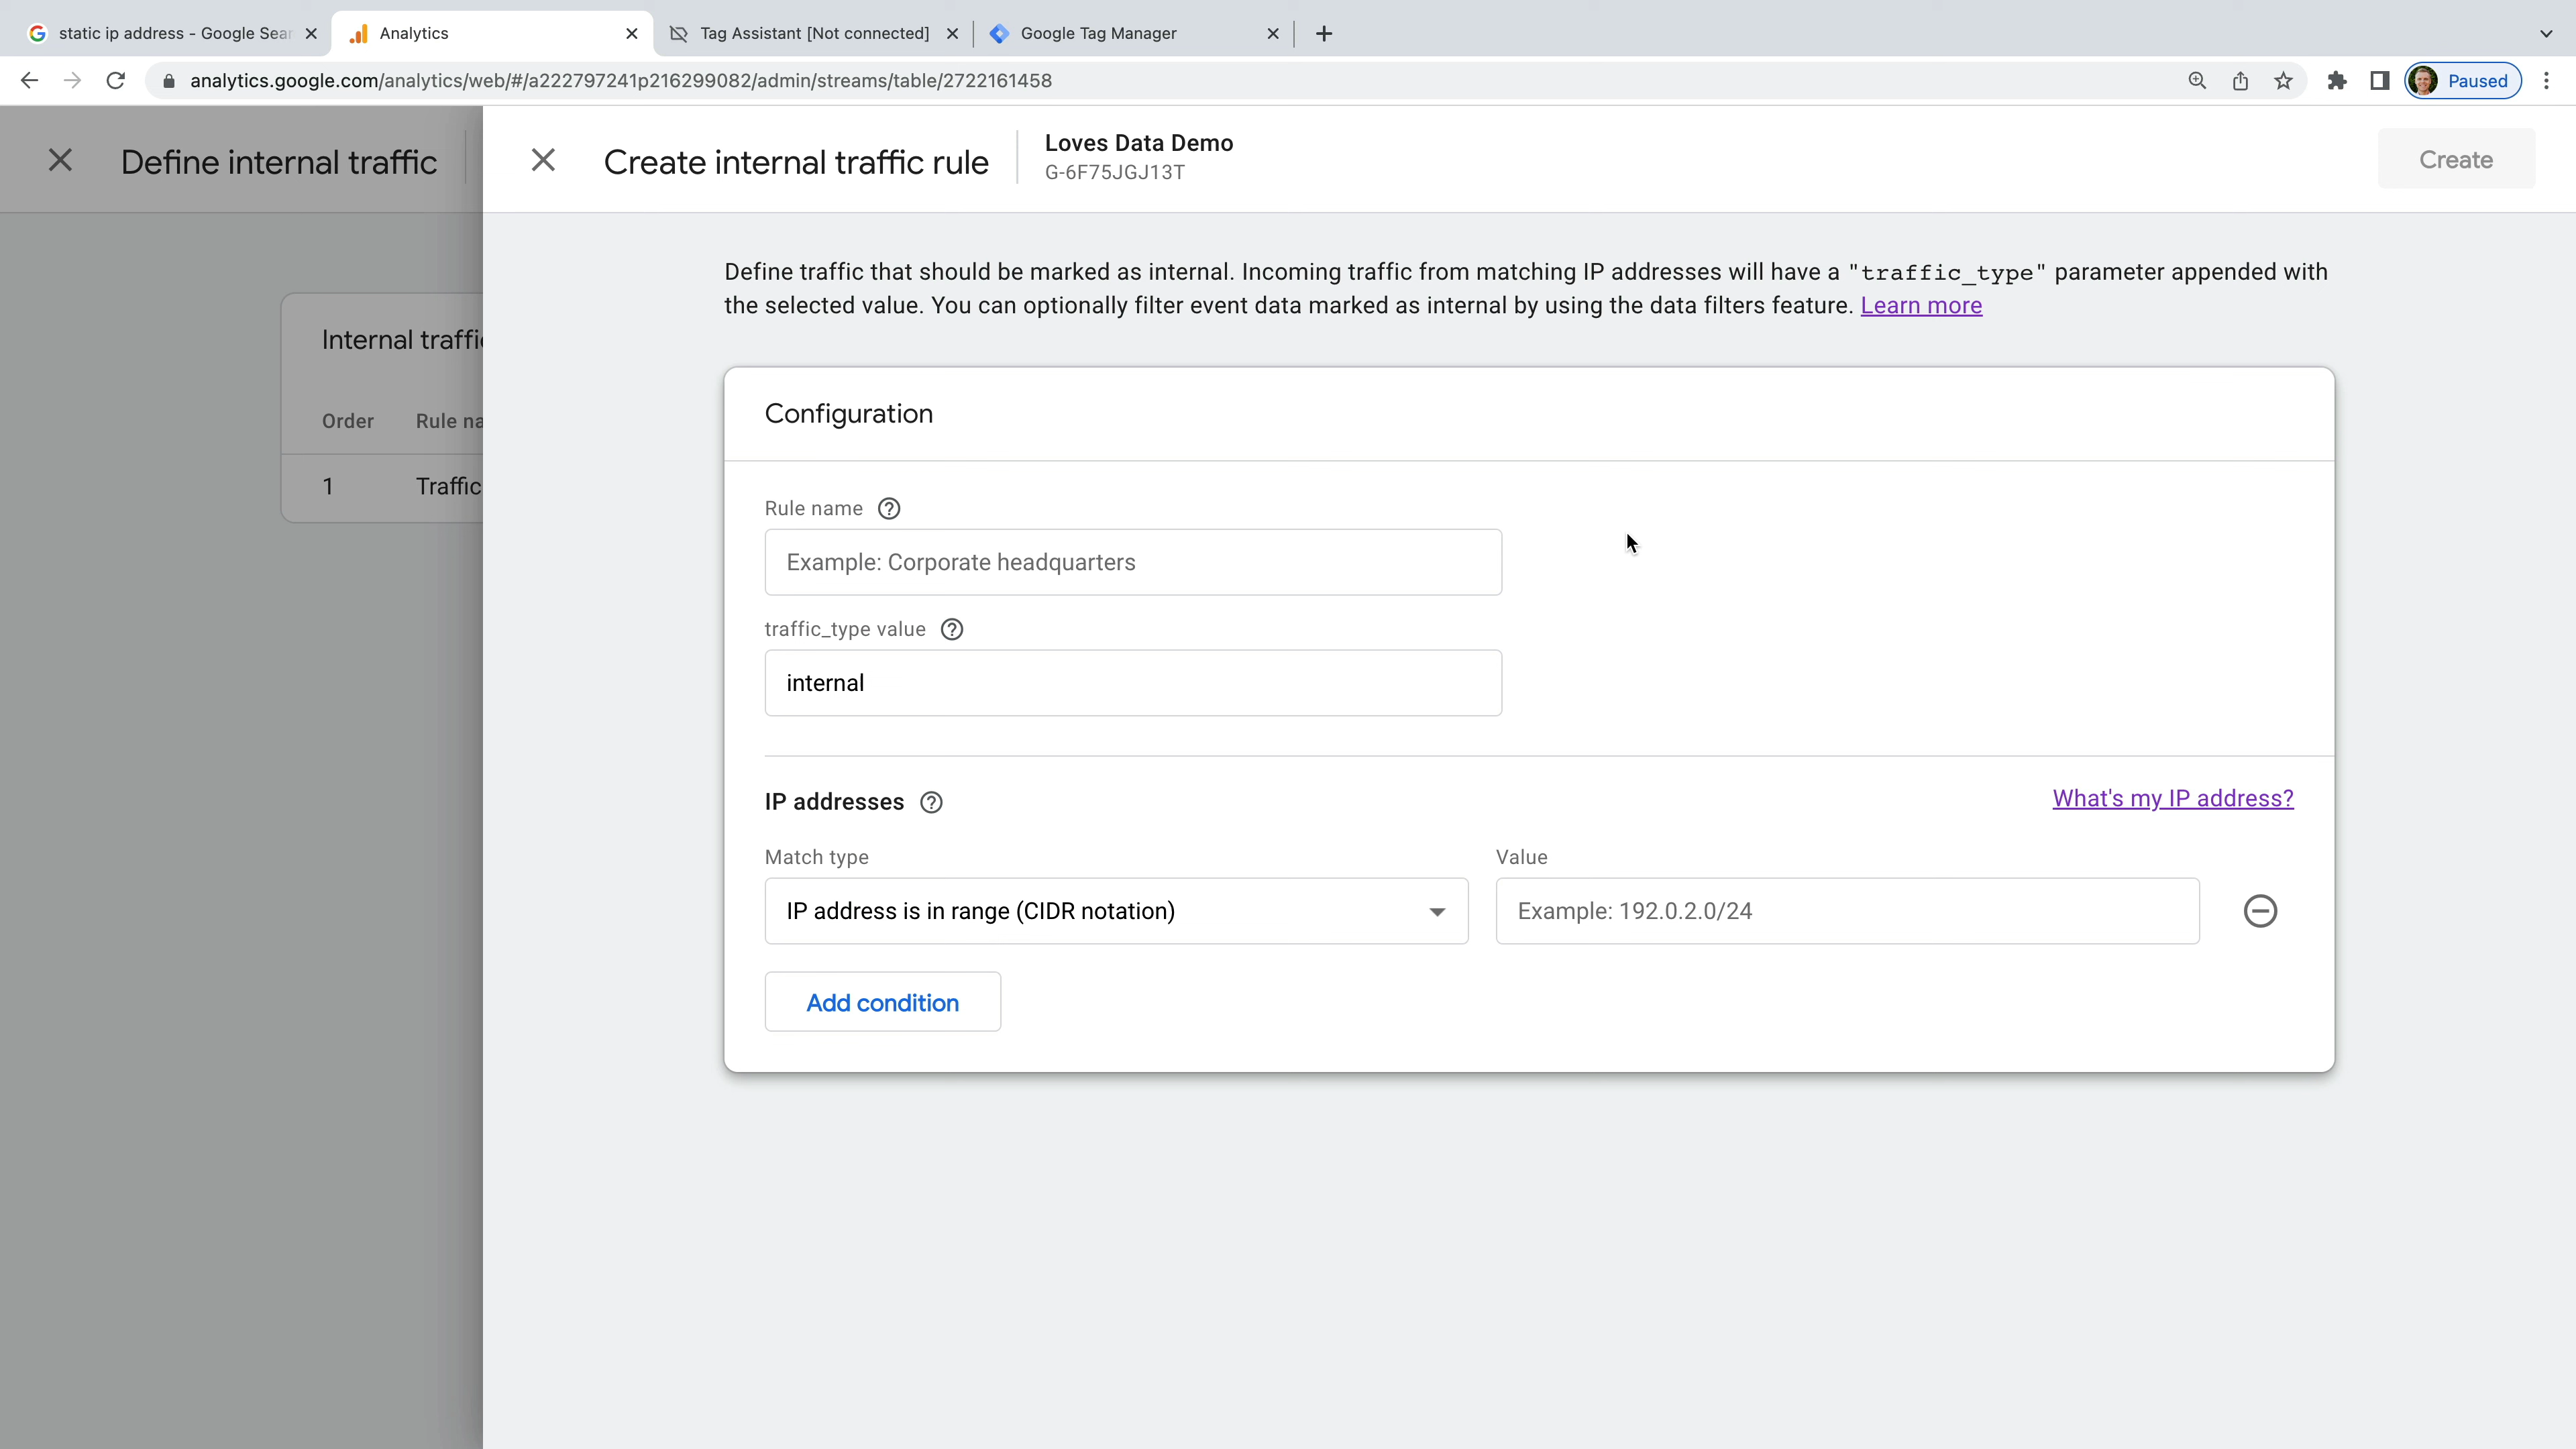 static ip address - Google Sear
Analytics
Tag Assistant [Not connected]
Google Tag Manager
analytics.google.com/analytics/web/#/a222797241p216299082/admin/streams/table/2722161458
Paused
Define internal traffic
Create internal traffic rule
Loves Data Demo
G-6F75JGJ13T
Create
Define traffic that should be marked as internal. Incoming traffic from matching IP addresses will have a "traffic_type" parameter appended with
the selected value. You can optionally filter event data marked as internal by using the data filters feature. Learn more
Internal traffic
Order Rule na
1 Traffic
Configuration
Rule name
Example: Corporate headquarters
traffic_type value
internal
IP addresses
What's my IP address?
Match type
Value
IP address is in range (CIDR notation)
Example: 192.0.2.0/24
Add condition